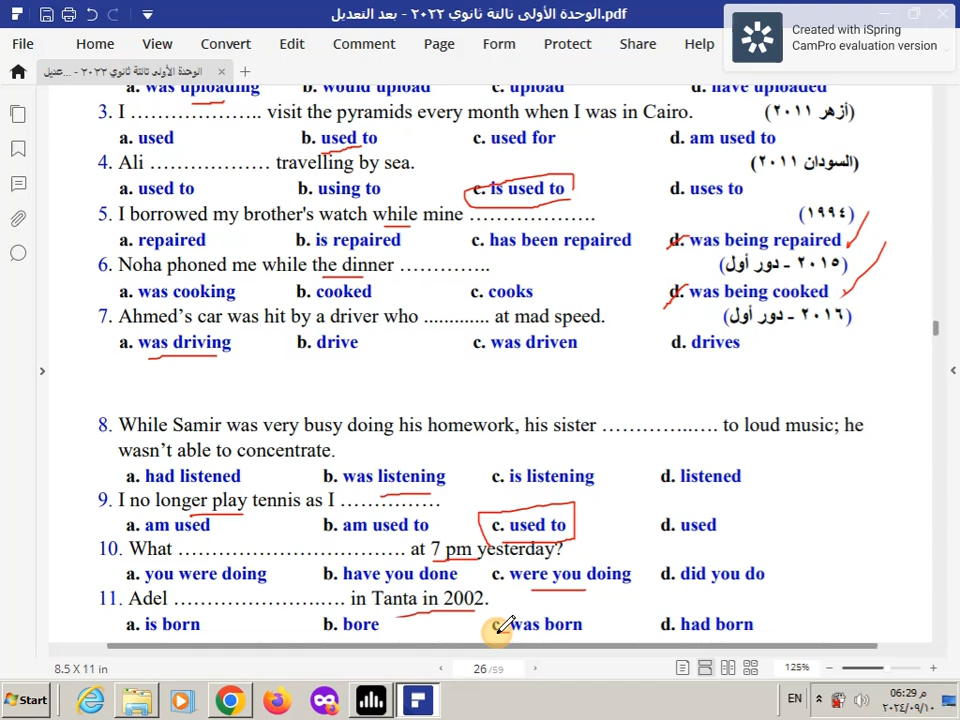 الوحدة الأولى تالتة ثانوي ٢٠٢٢ - بعد التعديل.pdf
Created with iSpring
CamPro evaluation version
File Home View Convert Edit Comment Page Form Protect Share Help
الوحدة الأولى تالتة ثانوي ٢٠٢٢ - ...عديل
a. was uploading b. would upload c. upload d. have uploaded
3. I ……………….. visit the pyramids every month when I was in Cairo. (أزهر ٢٠١١)
a. used b. used to c. used for d. am used to
4. Ali ……………… travelling by sea. (السودان ٢٠١١)
a. used to b. using to c. is used to d. uses to
5. I borrowed my brother's watch while mine ………………. (١٩٩٤)
a. repaired b. is repaired c. has been repaired d. was being repaired
6. Noha phoned me while the dinner ………….. (٢٠١٥ - دور أول)
a. was cooking b. cooked c. cooks d. was being cooked
7. Ahmed’s car was hit by a driver who ............. at mad speed. (٢٠١٦ - دور أول)
a. was driving b. drive c. was driven d. drives
8. While Samir was very busy doing his homework, his sister …………..…. to loud music; he
wasn’t able to concentrate.
a. had listened b. was listening c. is listening d. listened
9. I no longer play tennis as I ……………
a. am used b. am used to c. used to d. used
10. What ……………………………. at 7 pm yesterday?
a. you were doing b. have you done c. were you doing d. did you do
11. Adel ………………….…. in Tanta in 2002.
a. is born b. bore c. was born d. had born
8.5 X 11 in 26 /59 125%
Start EN 06:29 م
٢٠٢٤/٠٩/١٠